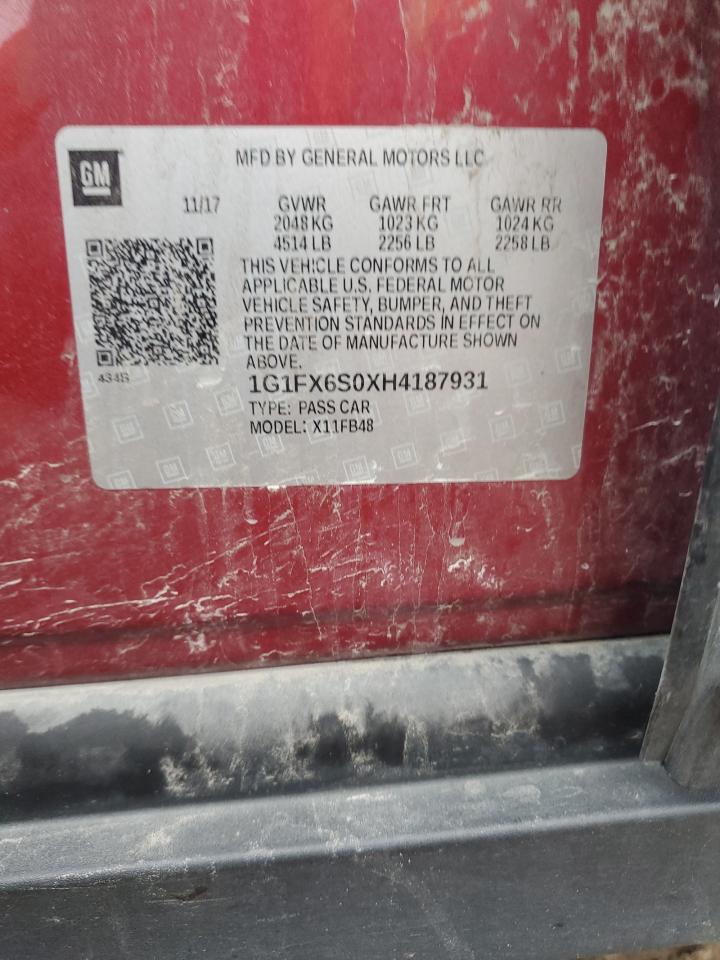 GM
MFD BY GENERAL MOTORS LLC
11/17 GVWR GAWR FRT GAWR RR
2048 KG 1023 KG 1024 KG
4514 LB 2256 LB 2258 LB
THIS VEHICLE CONFORMS TO ALL
APPLICABLE U.S. FEDERAL MOTOR
VEHICLE SAFETY, BUMPER, AND THEFT
PREVENTION STANDARDS IN EFFECT ON
THE DATE OF MANUFACTURE SHOWN
ABOVE.
434S
1G1FX6S0XH4187931
TYPE: PASS CAR
MODEL: X11FB48